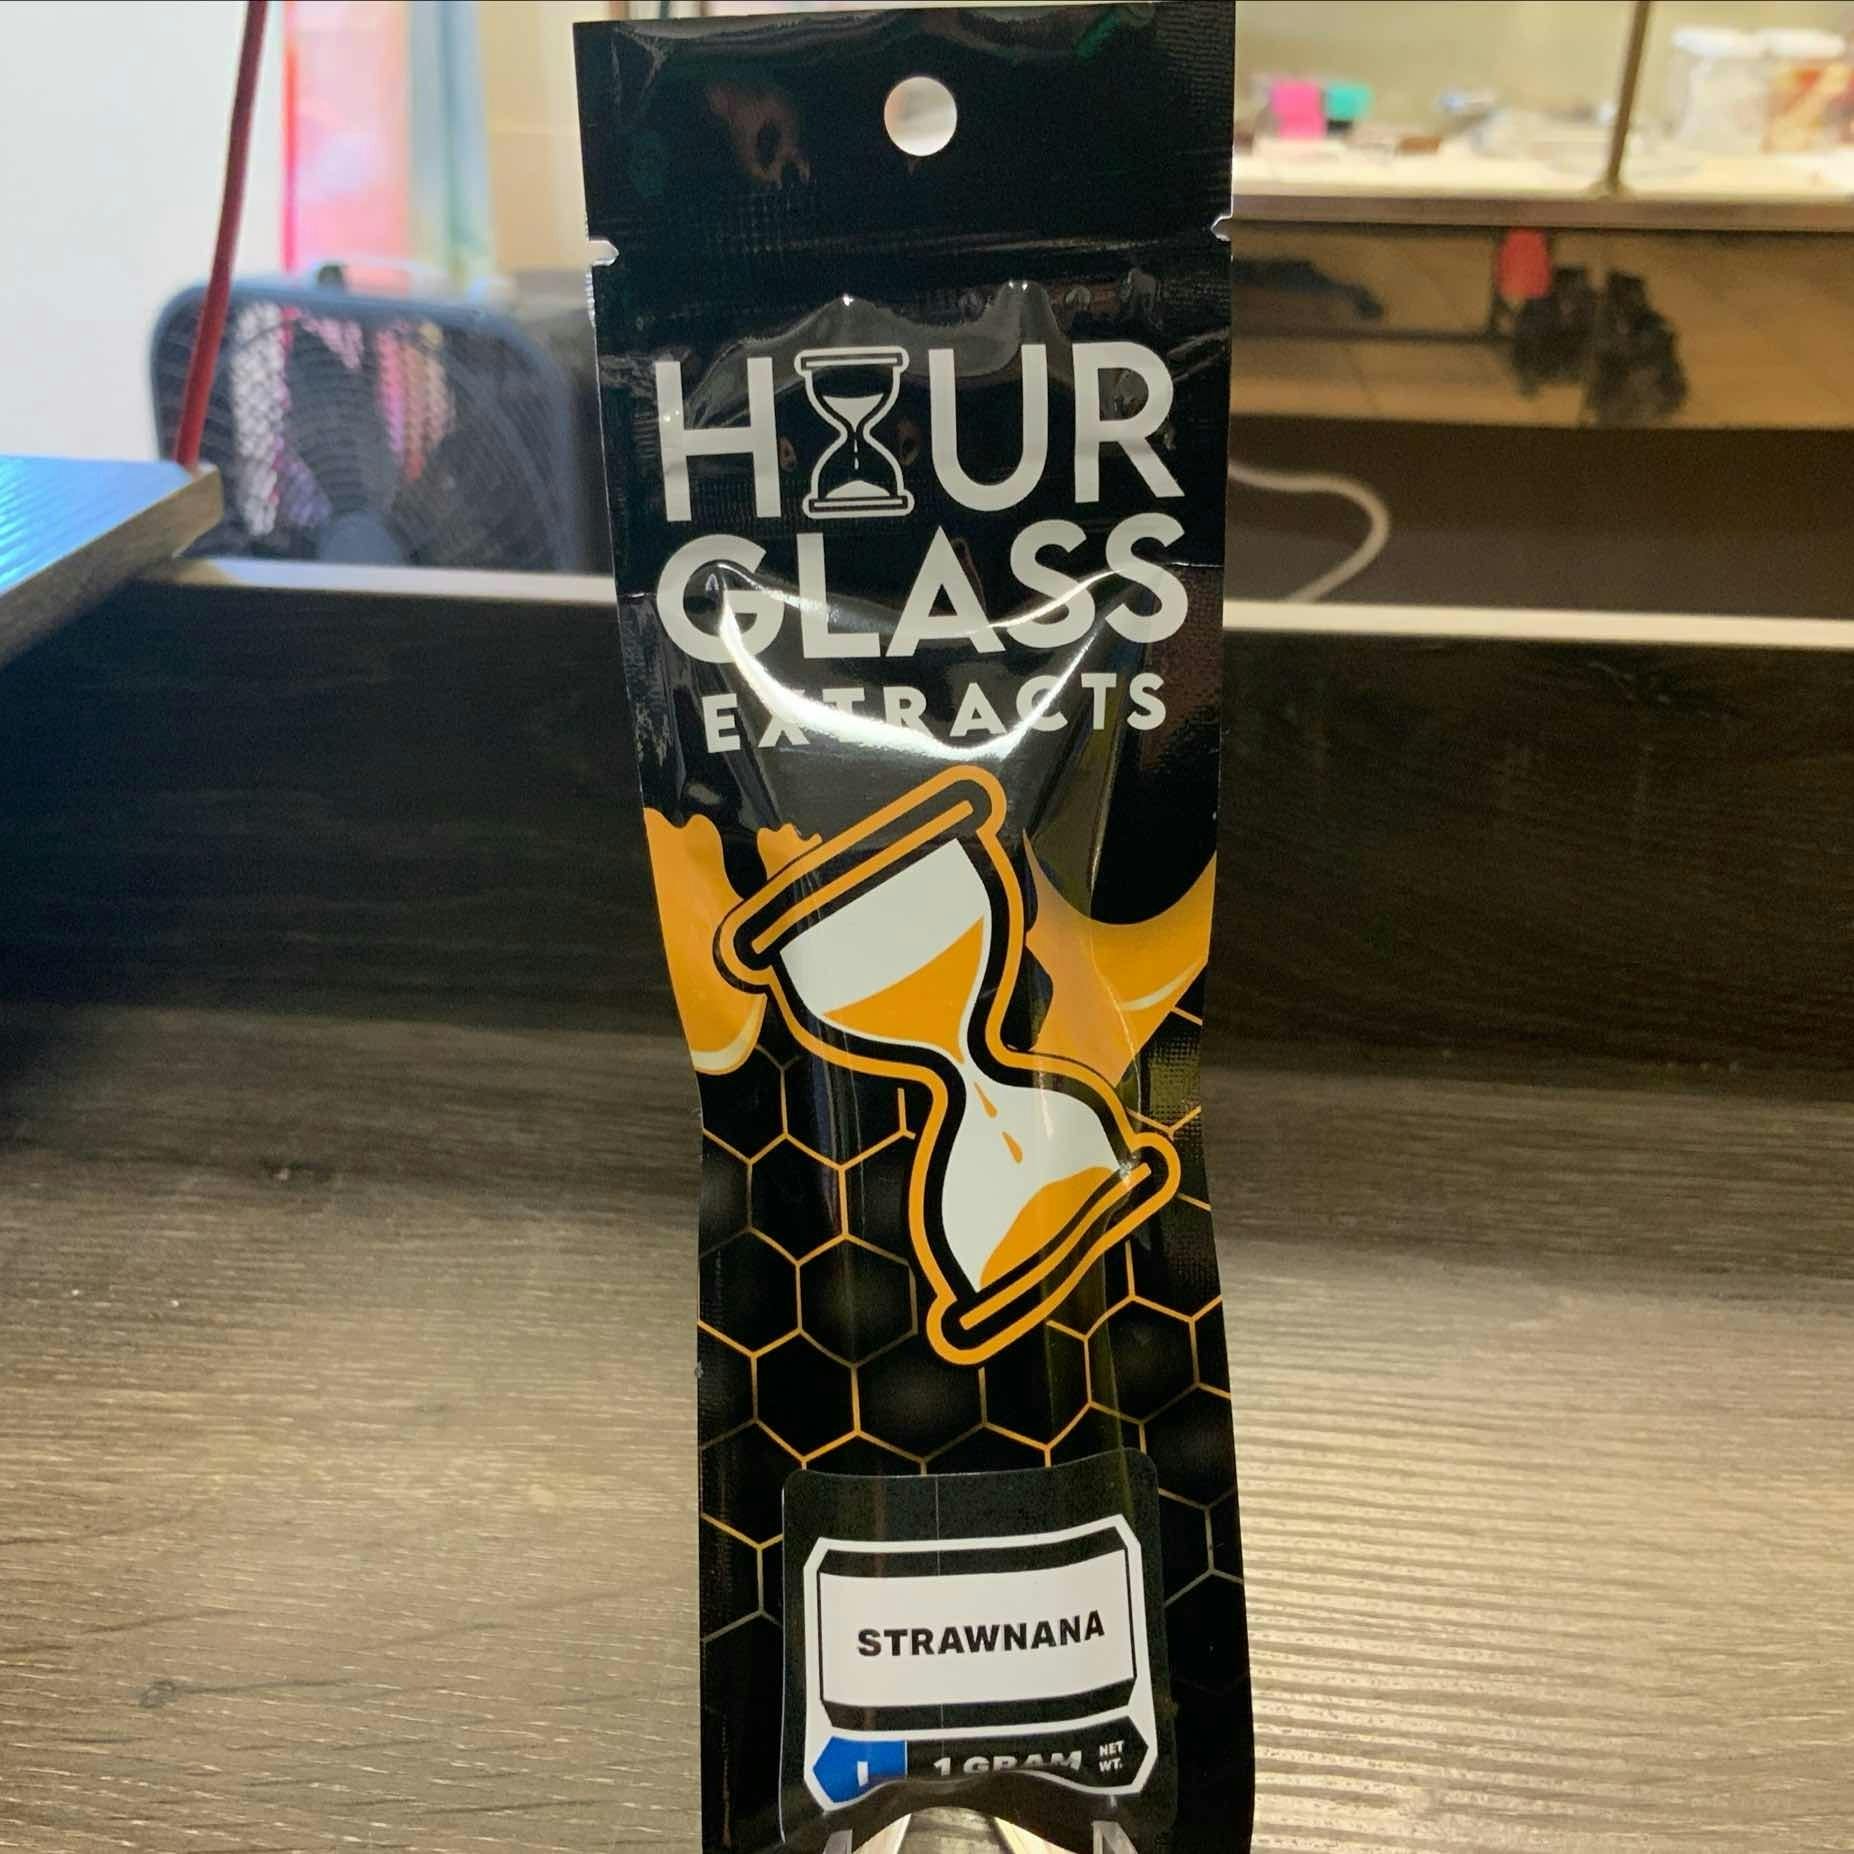 HOUR
GLASS
EXTRACTS
STRAWNANA
I 1 GRAM NET WT.